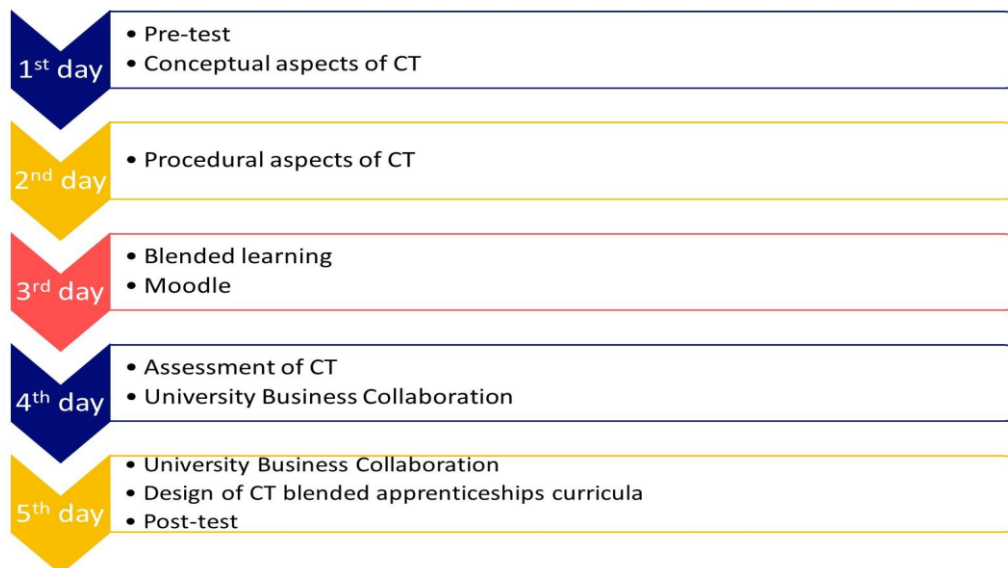 1st day
• Pre-test
• Conceptual aspects of CT
2nd day
• Procedural aspects of CT
3rd day
• Blended learning
• Moodle
4th day
• Assessment of CT
• University Business Collaboration
5th day
• University Business Collaboration
• Design of CT blended apprenticeships curricula
• Post-test